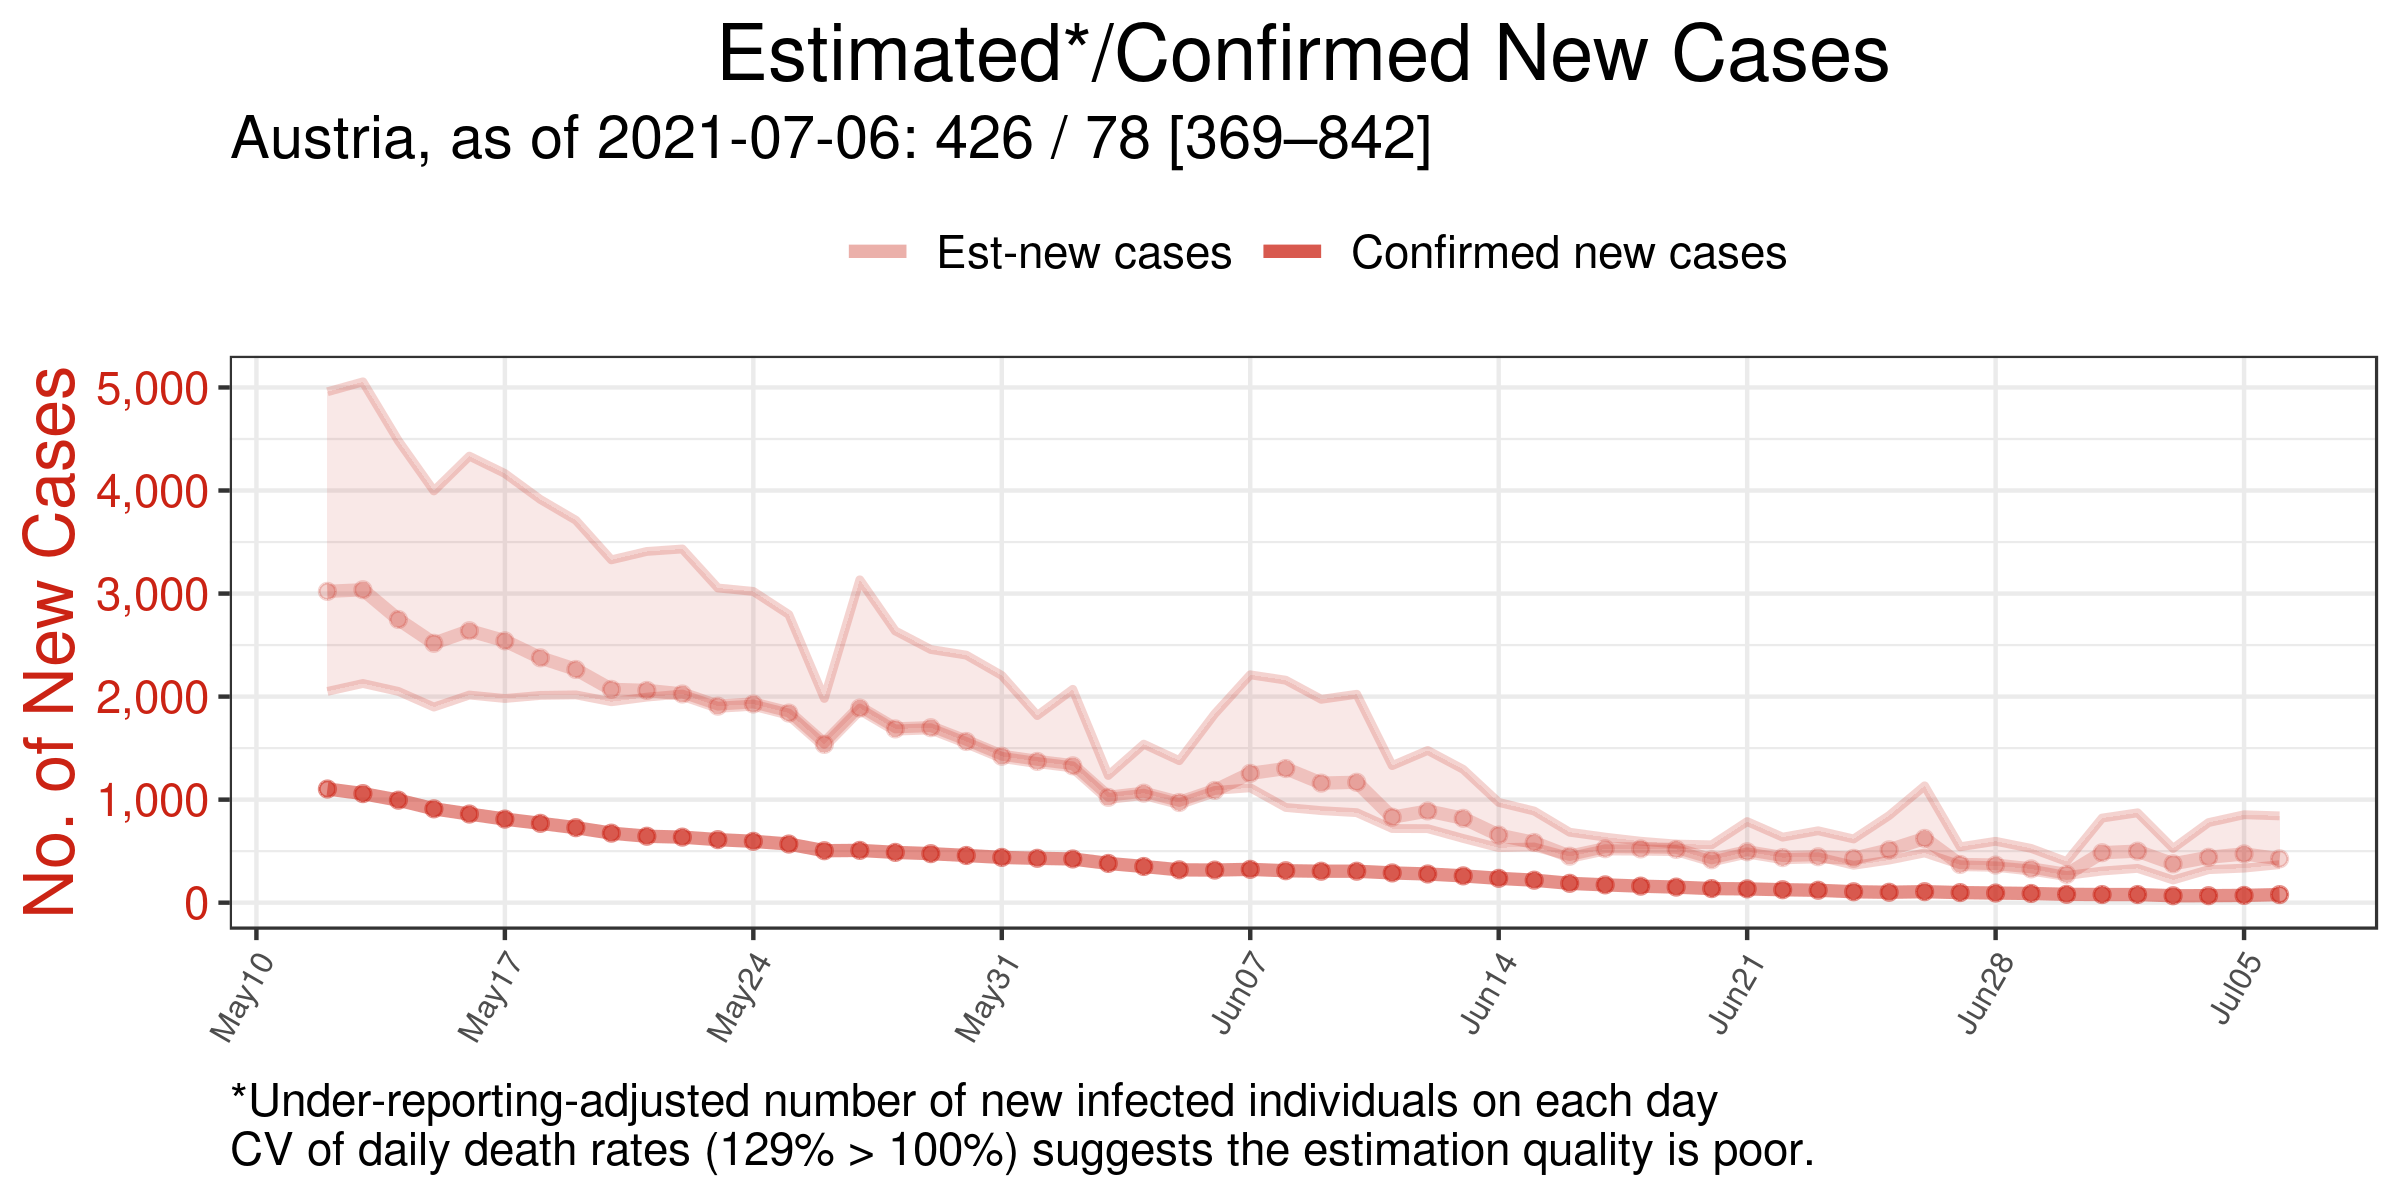 Estimated*/Confirmed New Cases
Austria, as of 2021-07-06: 426 / 78 [369–842]
Est-new cases
Confirmed new cases
No. of New Cases
5,000
4,000
3,000
2,000
1,000
0
May10
May17
May24
May31
Jun07
Jun14
Jun21
Jun28
Jul05
*Under-reporting-adjusted number of new infected individuals on each day
CV of daily death rates (129% > 100%) suggests the estimation quality is poor.